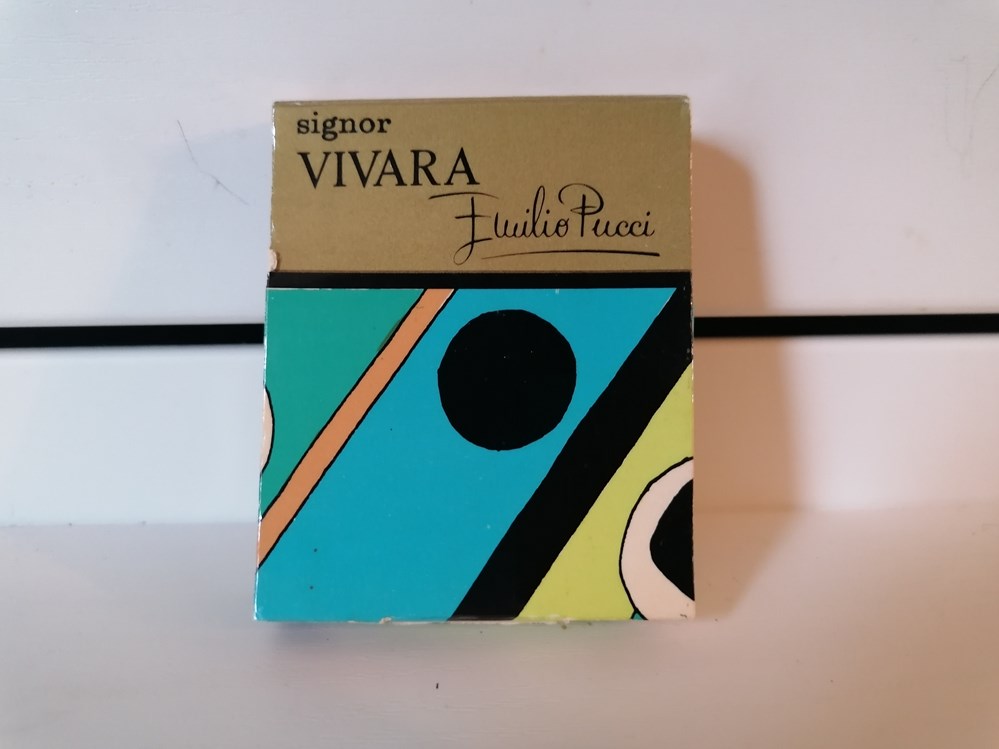 signor
VIVARA
Emilio Pucci